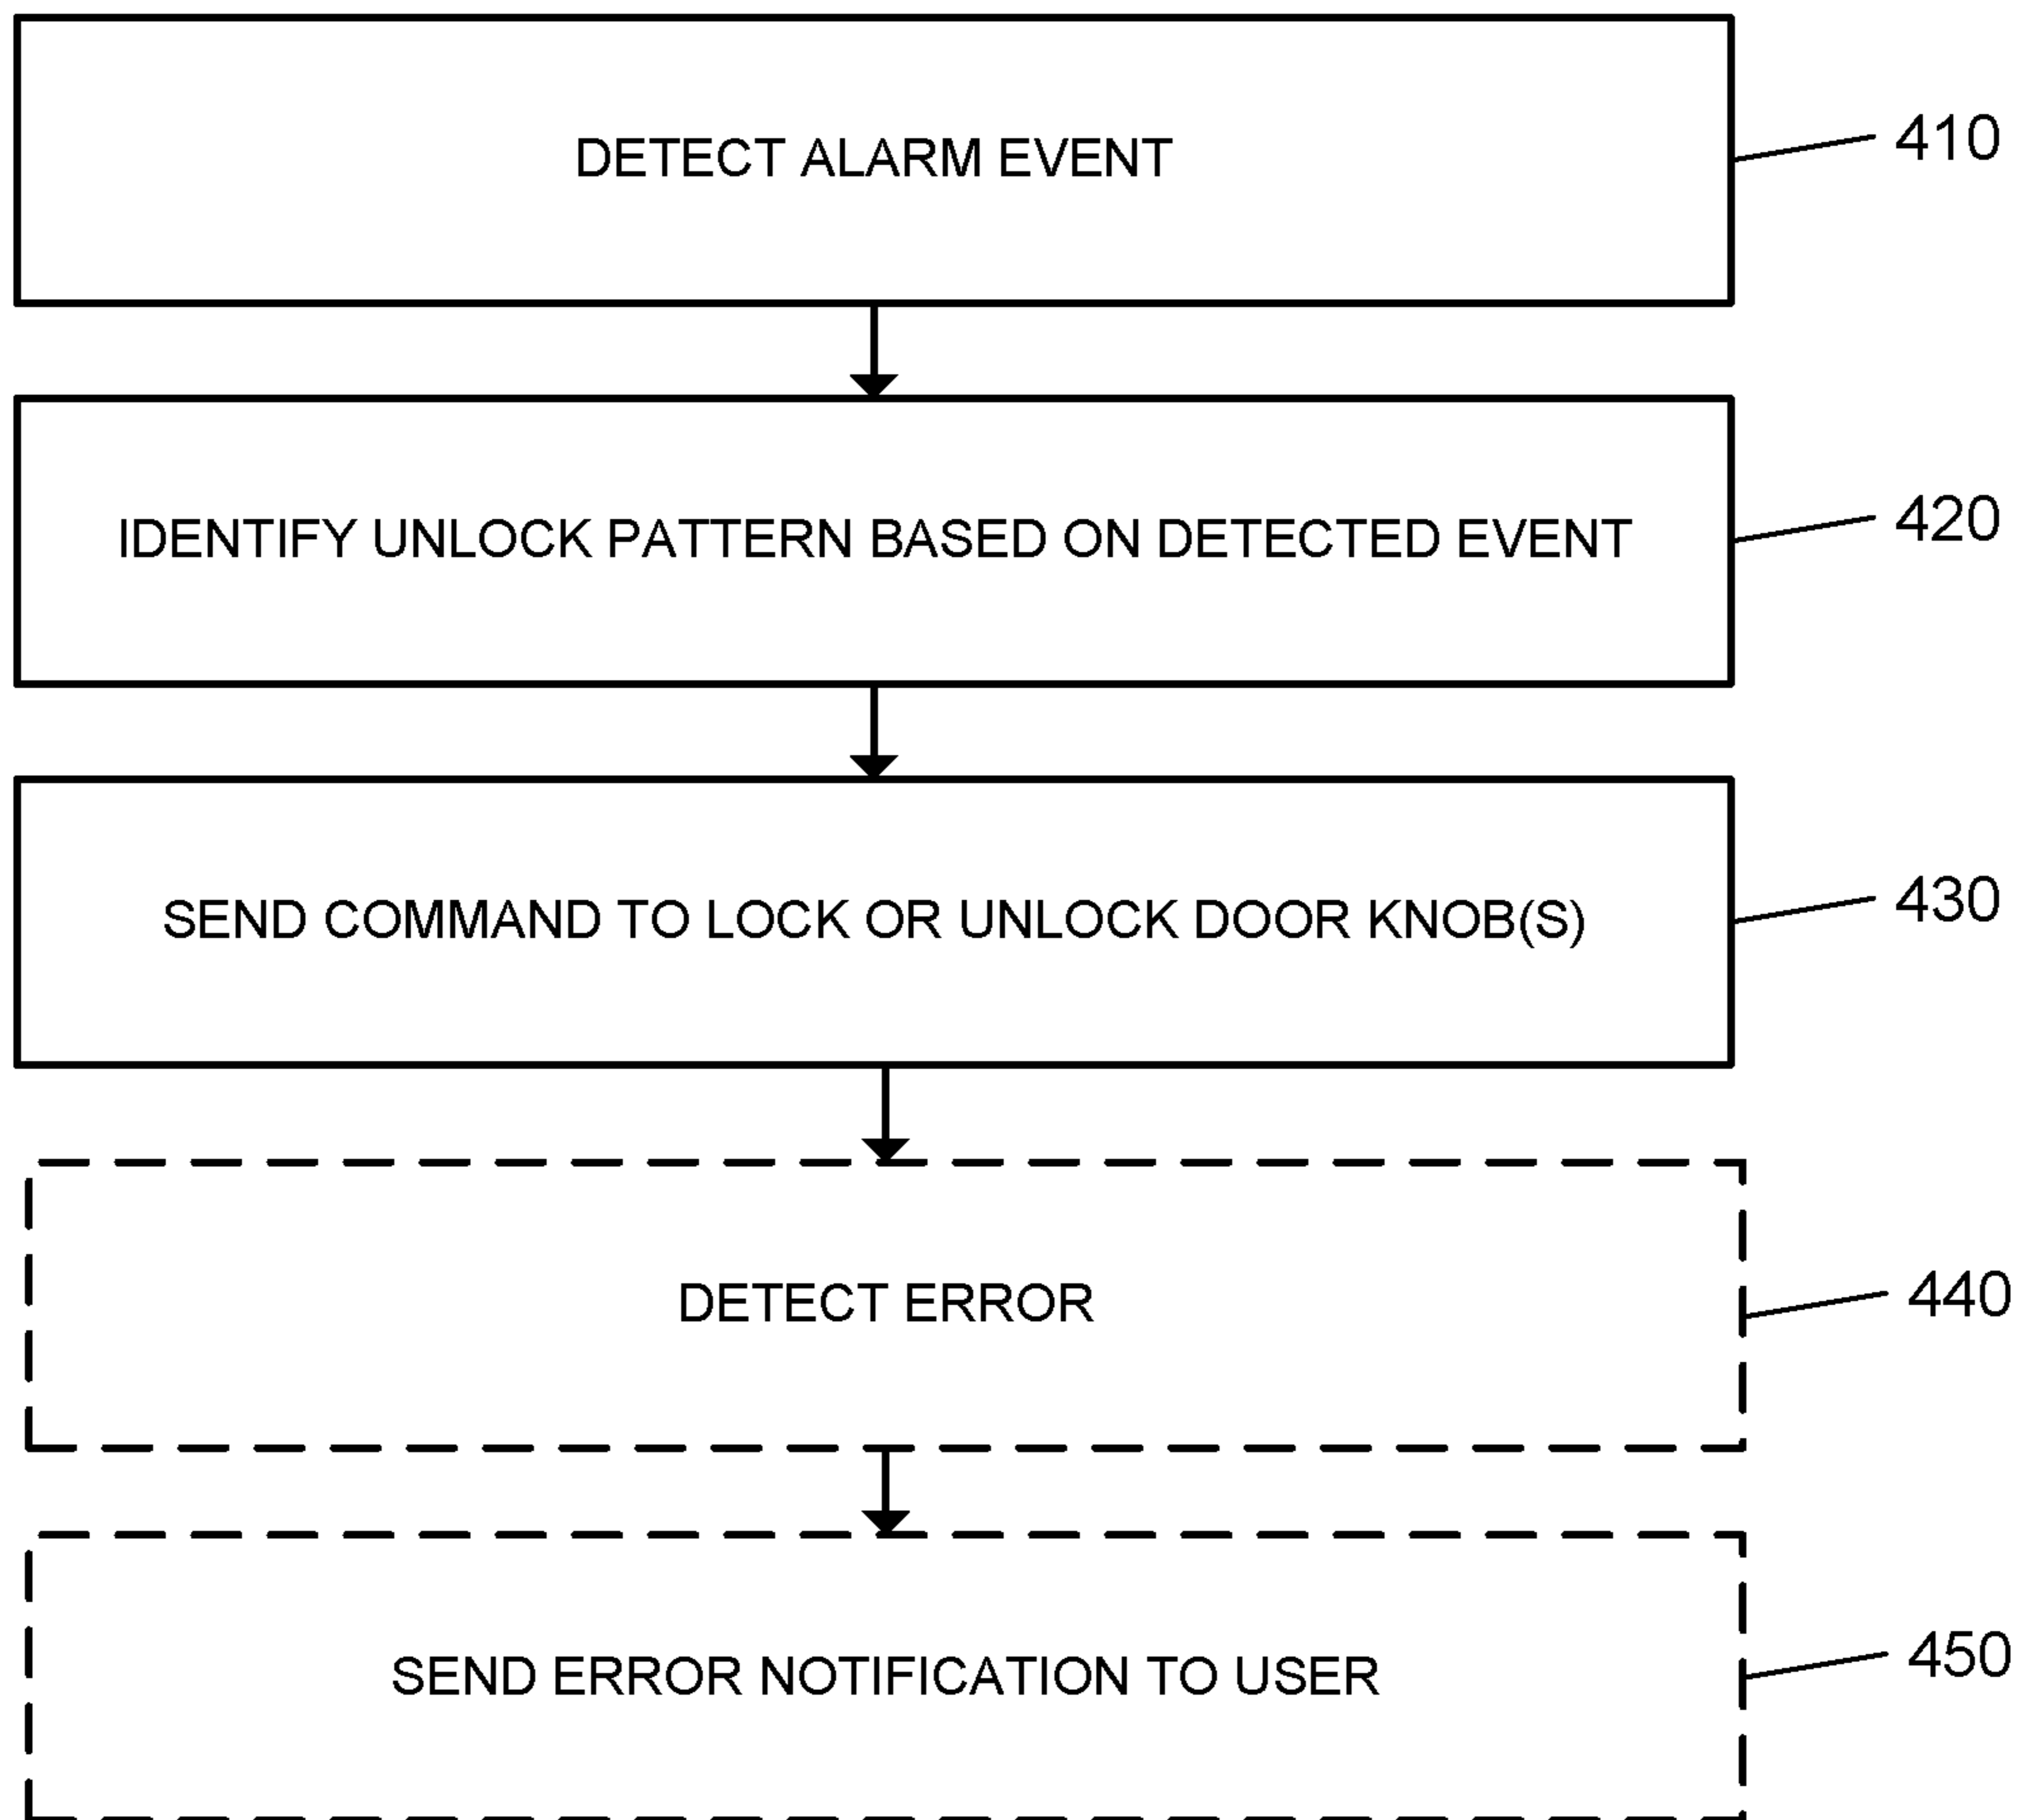 DETECT ALARM EVENT
410
IDENTIFY UNLOCK PATTERN BASED ON DETECTED EVENT
420
SEND COMMAND TO LOCK OR UNLOCK DOOR KNOB(S)
430
DETECT ERROR
440
SEND ERROR NOTIFICATION TO USER
450